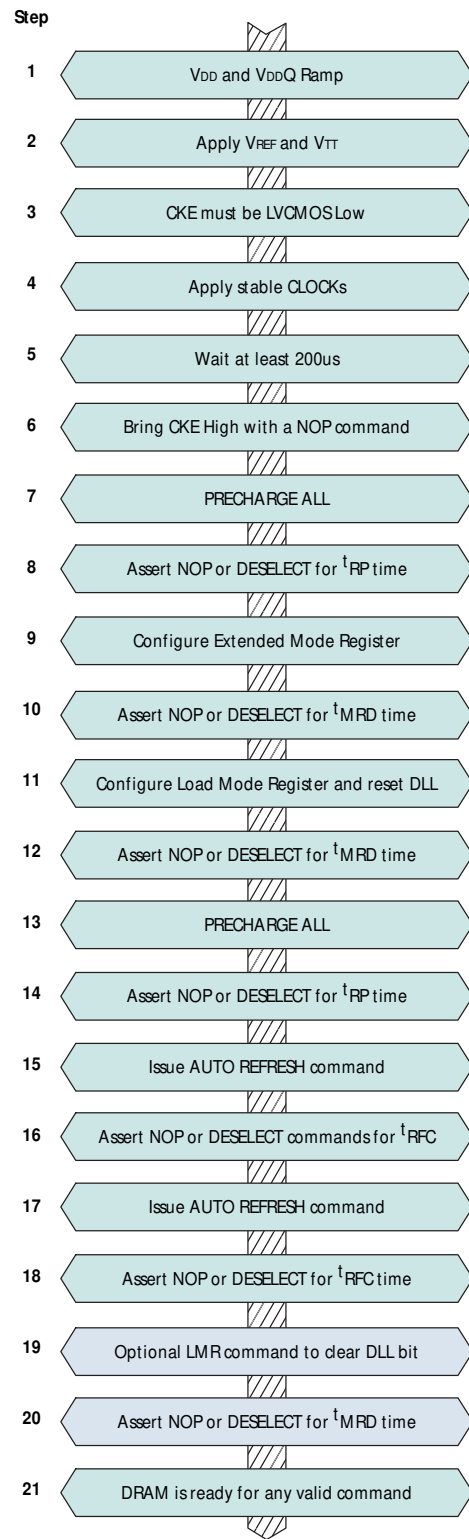 Step
1 VDD and VDDQ Ramp
2 Apply VREF and VTT
3 CKE must be LVCMOS Low
4 Apply stable CLOCKs
5 Wait at least 200us
6 Bring CKE High with a NOP command
7 PRECHARGE ALL
8 Assert NOP or DESELECT for tRP time
9 Configure Extended Mode Register
10 Assert NOP or DESELECT for tMRD time
11 Configure Load Mode Register and reset DLL
12 Assert NOP or DESELECT for tMRD time
13 PRECHARGE ALL
14 Assert NOP or DESELECT for tRP time
15 Issue AUTO REFRESH command
16 Assert NOP or DESELECT commands for tRFC
17 Issue AUTO REFRESH command
18 Assert NOP or DESELECT for tRFC time
19 Optional LMR command to clear DLL bit
20 Assert NOP or DESELECT for tMRD time
21 DRAM is ready for any valid command